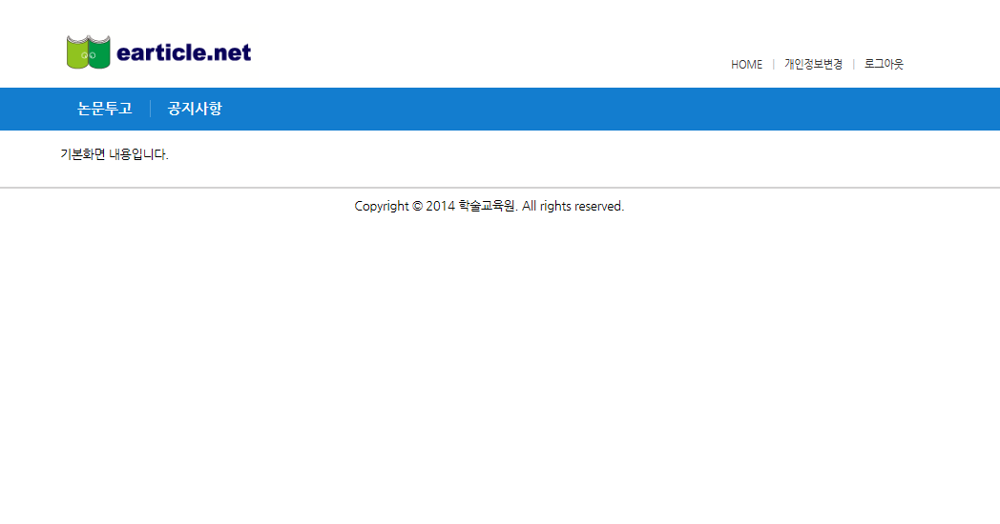 earticle.net
HOME | 개인정보변경 | 로그아웃
논문투고 | 공지사항
기본화면 내용입니다.
Copyright © 2014 학술교육원. All rights reserved.